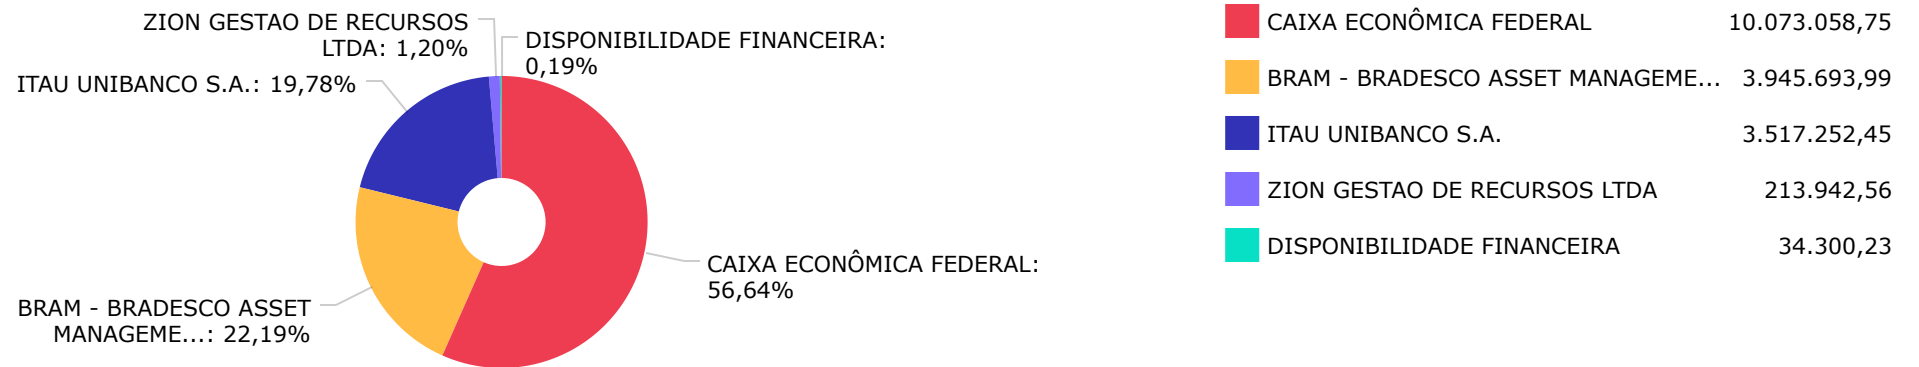 ZION GESTAO DE RECURSOS
LTDA: 1,20%
DISPONIBILIDADE FINANCEIRA:
0,19%
ITAU UNIBANCO S.A.: 19,78%
CAIXA ECONÔMICA FEDERAL:
56,64%
BRAM - BRADESCO ASSET
MANAGEME...: 22,19%
CAIXA ECONÔMICA FEDERAL 10.073.058,75
BRAM - BRADESCO ASSET MANAGEME... 3.945.693,99
ITAU UNIBANCO S.A. 3.517.252,45
ZION GESTAO DE RECURSOS LTDA 213.942,56
DISPONIBILIDADE FINANCEIRA 34.300,23